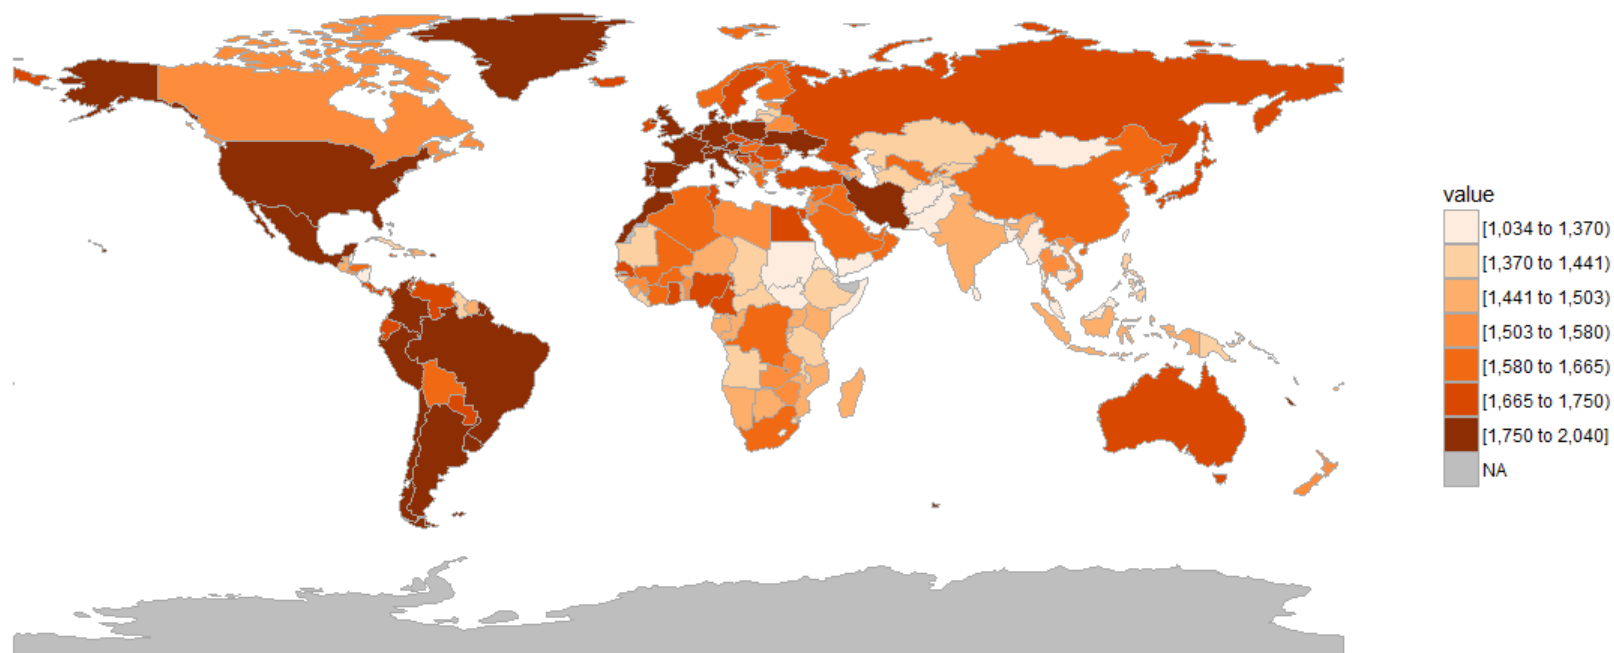 value
[1,034 to 1,370)
[1,370 to 1,441)
[1,441 to 1,503)
[1,503 to 1,580)
[1,580 to 1,665)
[1,665 to 1,750)
[1,750 to 2,040]
NA